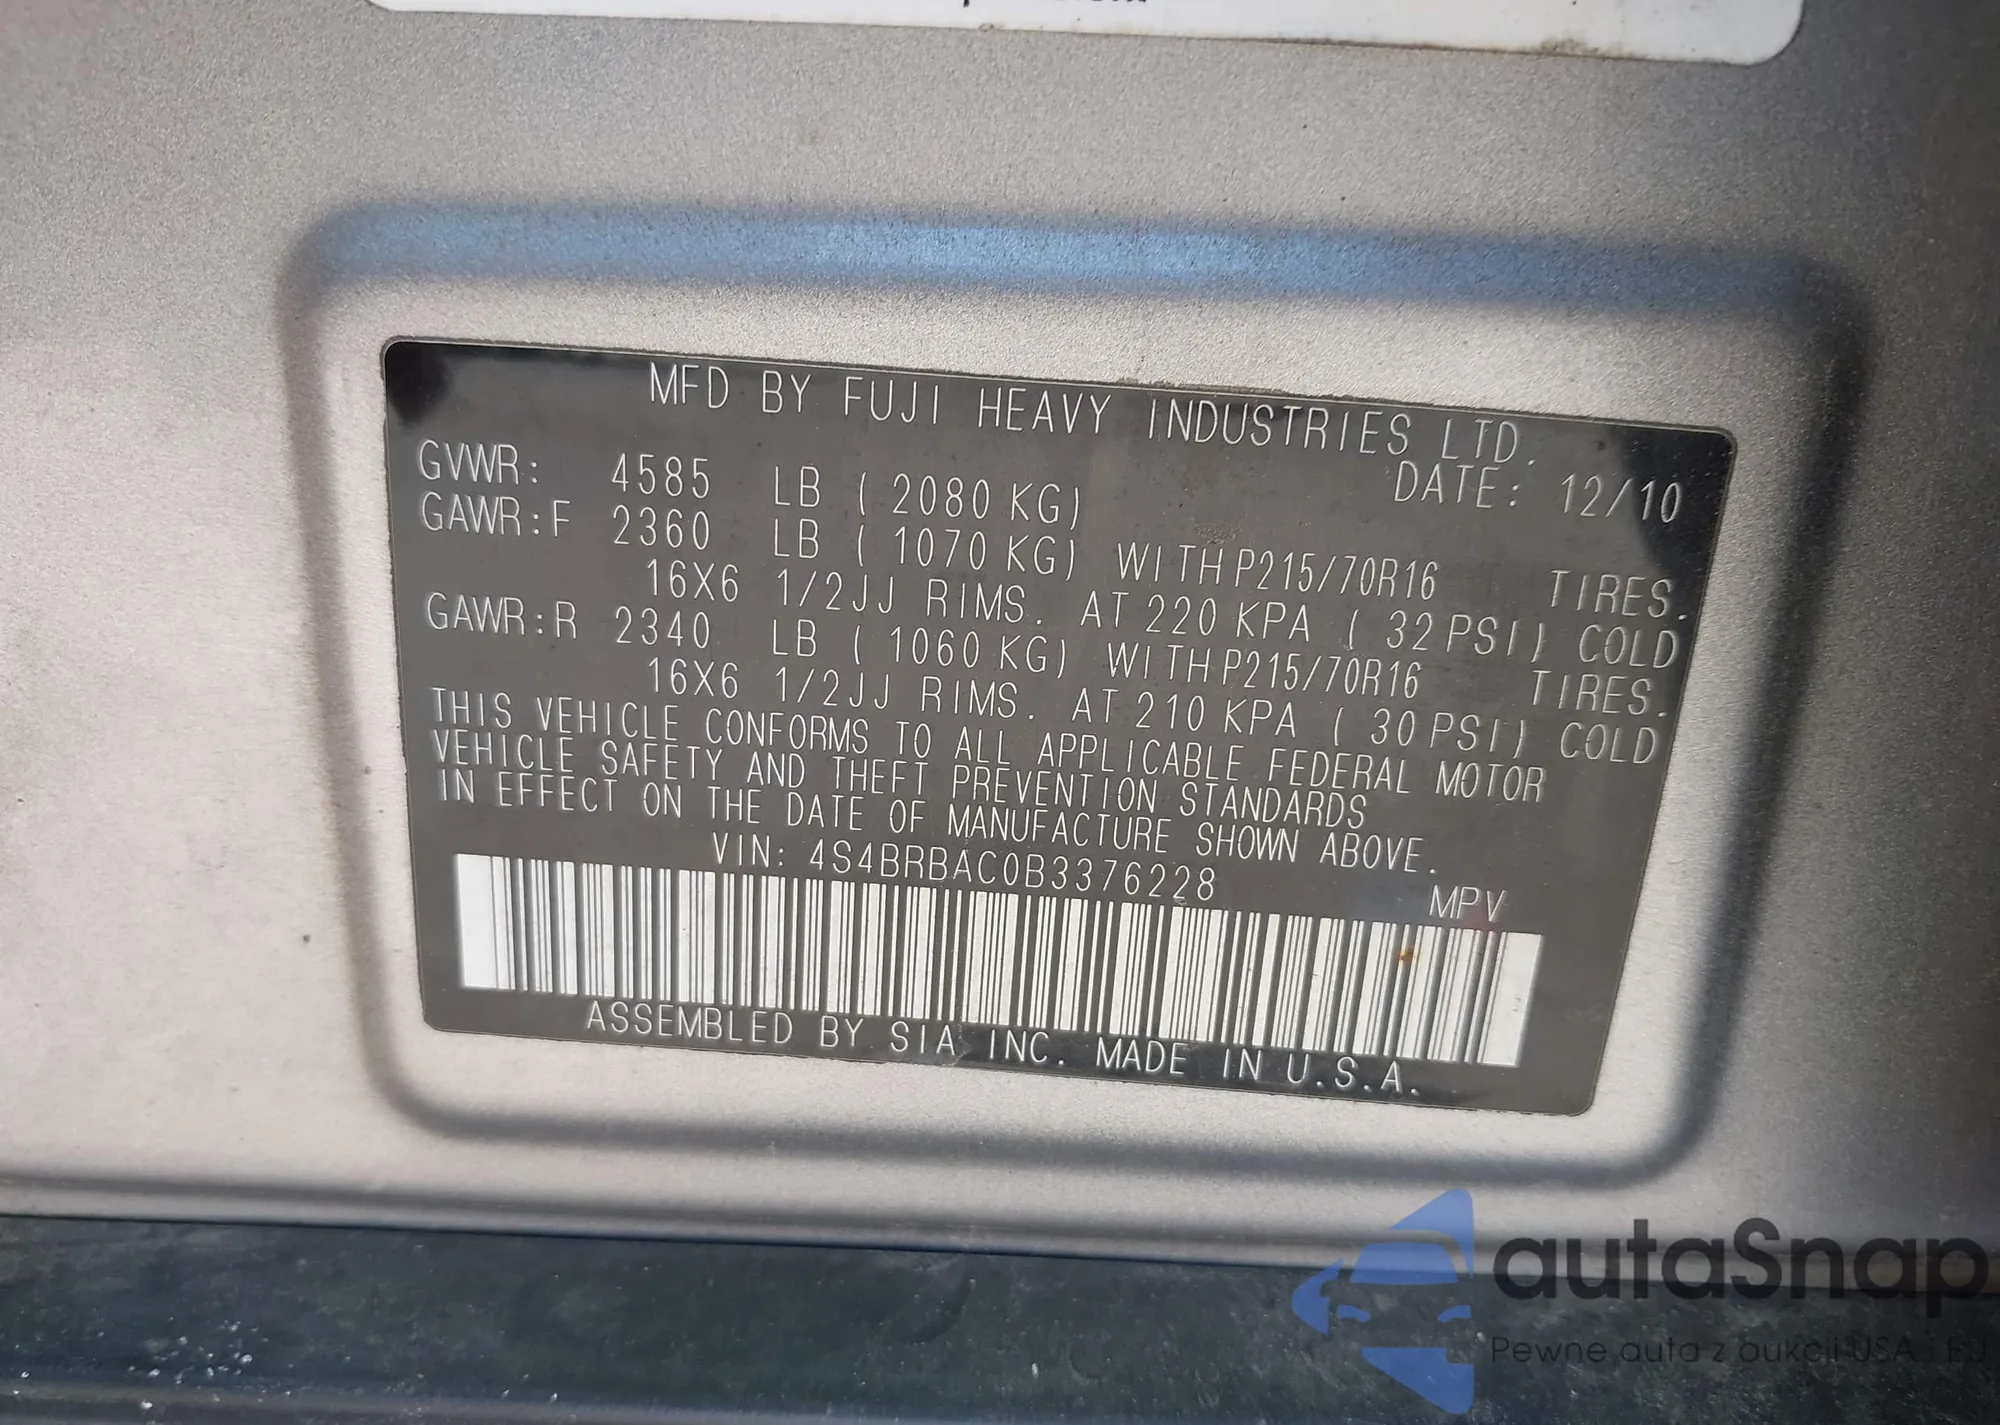 MFD BY FUJI HEAVY INDUSTRIES LTD.
GVWR: 4585 LB ( 2080 KG) DATE: 12/10
GAWR:F 2360 LB ( 1070 KG) WITH P215/70R16 TIRES.
16X6 1/2JJ RIMS. AT 220 KPA ( 32 PSI) COLD
GAWR:R 2340 LB ( 1060 KG) WITH P215/70R16 TIRES.
16X6 1/2JJ RIMS. AT 210 KPA ( 30 PSI) COLD
THIS VEHICLE CONFORMS TO ALL APPLICABLE FEDERAL MOTOR
VEHICLE SAFETY AND THEFT PREVENTION STANDARDS
IN EFFECT ON THE DATE OF MANUFACTURE SHOWN ABOVE.
VIN: 4S4BRBAC0B3376228 MPV
ASSEMBLED BY SIA INC. MADE IN U.S.A.
autaSnap
Pewne auta z aukcji USA i EU